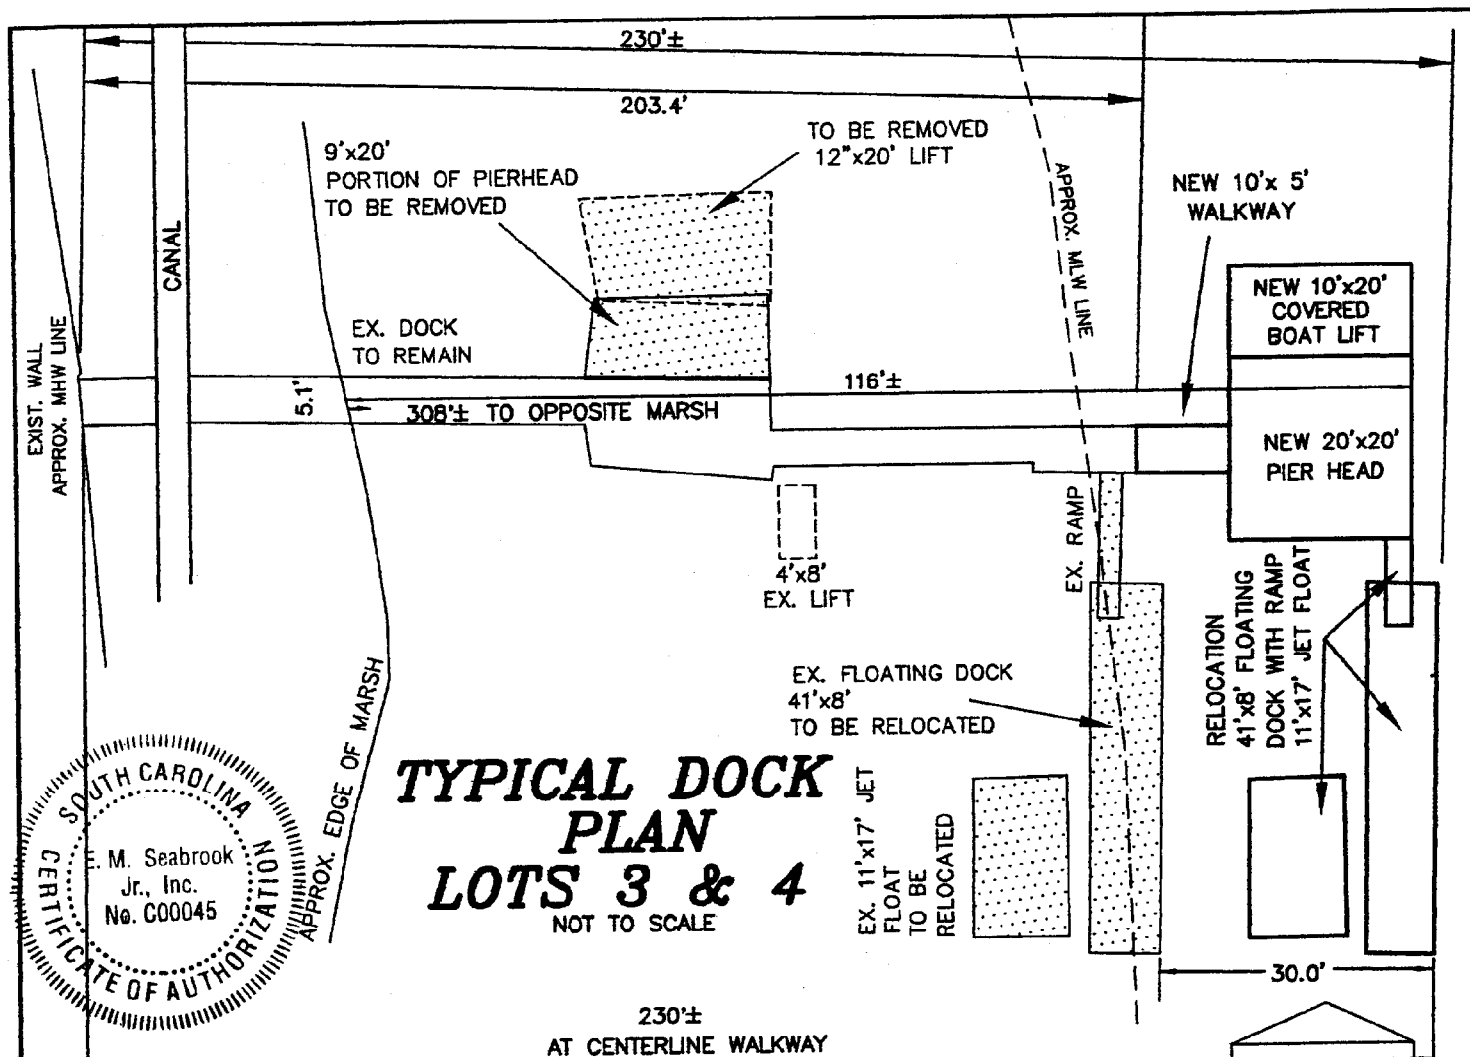 230'±
203.4'
TO BE REMOVED
12"x20' LIFT
9'x20'
PORTION OF PIERHEAD
TO BE REMOVED
NEW 10'x 5'
WALKWAY
APPROX. MLW LINE
CANAL
NEW 10'x20'
COVERED
BOAT LIFT
EX. DOCK
TO REMAIN
EXIST. WALL
APPROX. MHW LINE
5.1'
116'±
308'± TO OPPOSITE MARSH
NEW 20'x20'
PIER HEAD
EX. RAMP
4'x8'
EX. LIFT
RELOCATION
41'x8' FLOATING
DOCK WITH RAMP
11'x17' JET FLOAT
EX. FLOATING DOCK
41'x8'
TO BE RELOCATED
APPROX. EDGE OF MARSH
TYPICAL DOCK
PLAN
LOTS 3 & 4
NOT TO SCALE
EX. 11'x17' JET
FLOAT
TO BE
RELOCATED
SOUTH CAROLINA
E. M. Seabrook
Jr., Inc.
No. C00045
CERTIFICATE OF AUTHORIZATION
30.0'
230'±
AT CENTERLINE WALKWAY